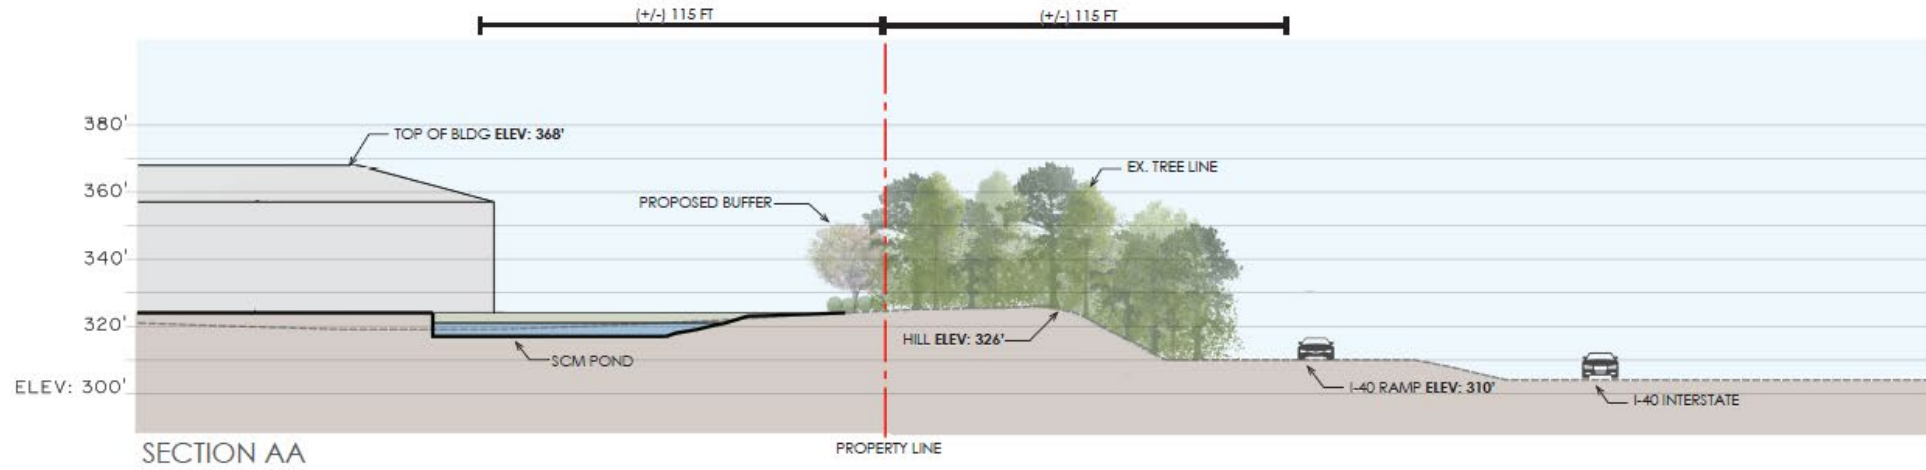 (+/-) 115 FT
(+/-) 115 FT
380'
TOP OF BLDG ELEV: 368'
EX. TREE LINE
360'
PROPOSED BUFFER
340'
320'
HILL ELEV: 326'
SCM POND
ELEV: 300'
I-40 RAMP ELEV: 310'
I-40 INTERSTATE
PROPERTY LINE
SECTION AA